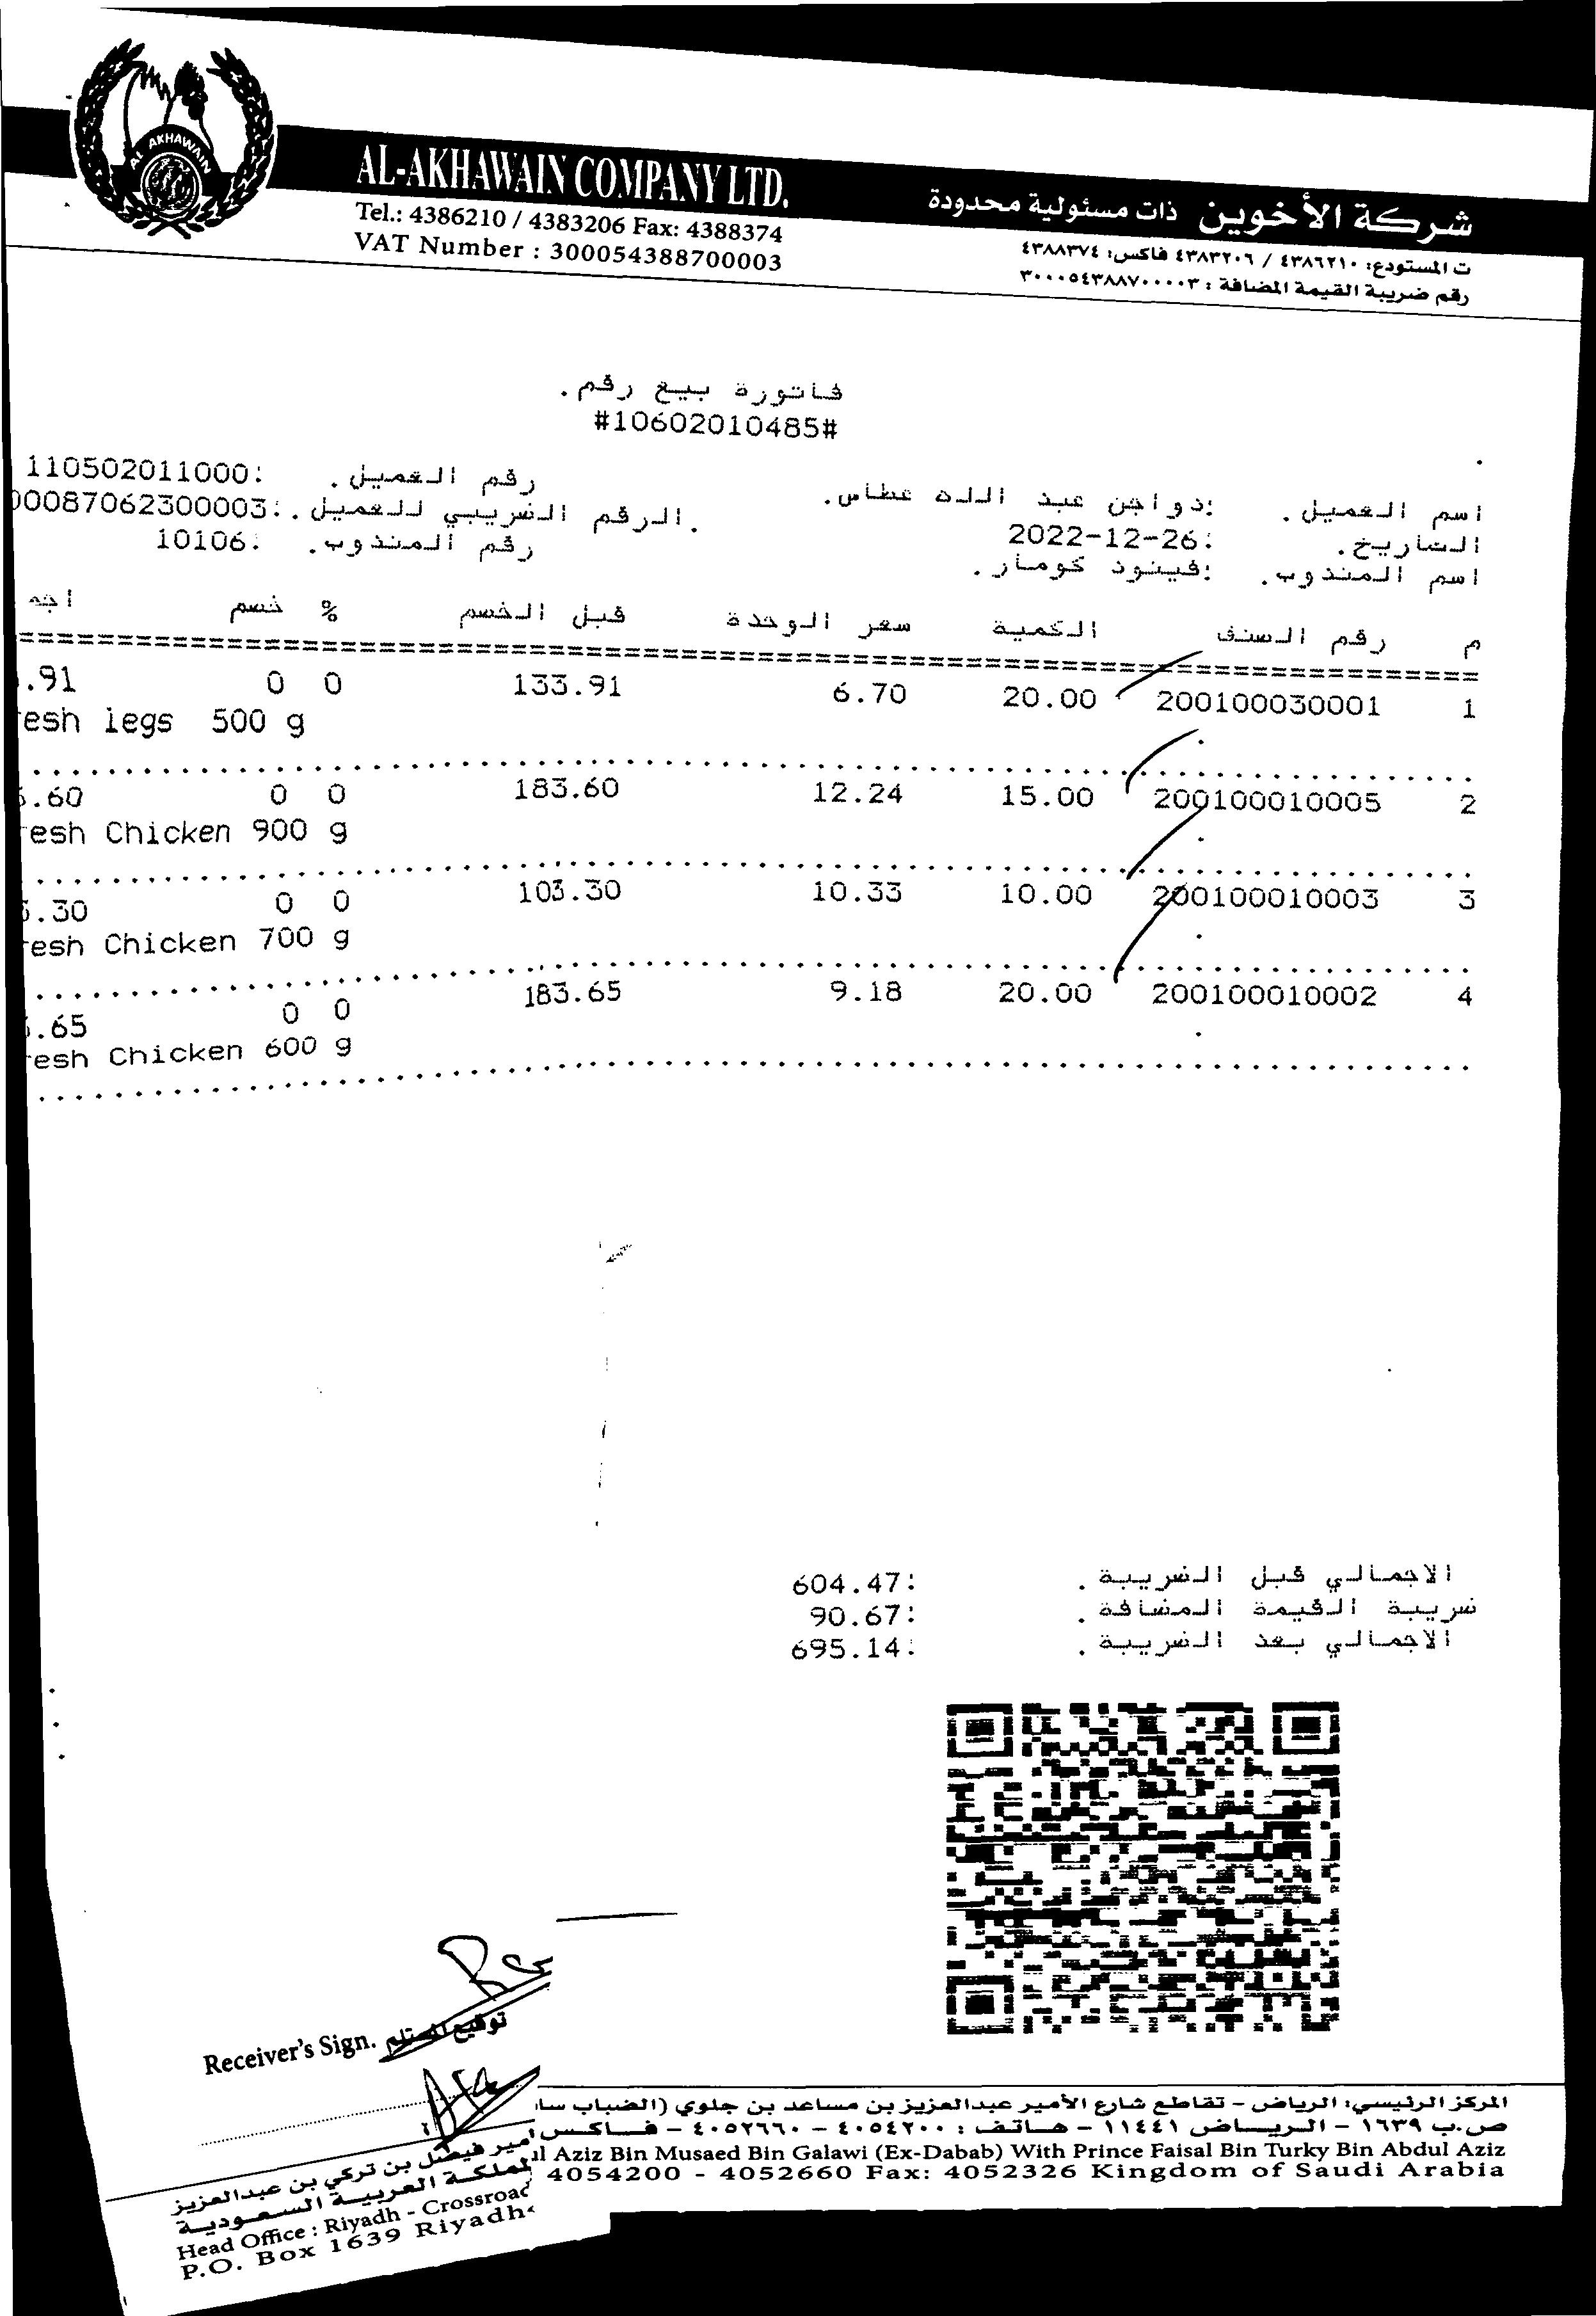 AL AKHAWAIN
AL-AKHAWAIN COMPANY LTD.
شركة الأخوين ذات مسئولية محدودة
Tel.: 4386210 / 4383206 Fax: 4388374
ت المستودع: ٤٣٨٦٢١٠ / ٤٣٨٣٢٠٦ فاكس: ٤٣٨٨٣٧٤
VAT Number : 300054388700003
رقم ضريبة القيمة المضافة : ٣٠٠٠٥٤٣٨٨٧٠٠٠٠٣
فاتورة بيع رقم.
#10602010485#
اسم العميل. :دواجن عبد الله عطاس. رقم العميل. :110502011000
التاريخ. :2022-12-26 .الرقم الضريبي للعميل.:00087062300003
اسم المندوب. :فينود كومار. رقم المندوب. :10106
م رقم الصنف الكمية سعر الوحدة قبل الخصم % خصم اجم
1 200100030001 20.00 6.70 133.91 0 0 .91
esh legs 500 g
2 200100010005 15.00 12.24 183.60 0 0 .60
esh Chicken 900 g
3 200100010003 10.00 10.33 103.30 0 0 .30
esh Chicken 700 g
4 200100010002 20.00 9.18 183.65 0 0 .65
esh Chicken 600 g
الاجمالي قبل الضريبة. :604.47
ضريبة القيمة المضافة. :90.67
الاجمالي بعد الضريبة. :695.14
Receiver's Sign. توقيع المستلم
المركز الرئيسي: الرياض - تقاطع شارع الأمير عبدالعزيز بن مساعد بن جلوي (الضباب سا
ص.ب ١٦٣٩ - الريـــاض ١١٤٤١ - هـاتف : ٤٠٥٤٢٠٠ - ٤٠٥٢٦٦٠ - فــاكــس
ul Aziz Bin Musaed Bin Galawi (Ex-Dabab) With Prince Faisal Bin Turky Bin Abdul Aziz
4054200 - 4052660 Fax: 4052326 Kingdom of Saudi Arabia
أمير فيصل بن تركي بن عبدالعزيز
لمملكة العربية السعودية
Head Office : Riyadh - Crossroad
P.O. Box 1639 Riyadh